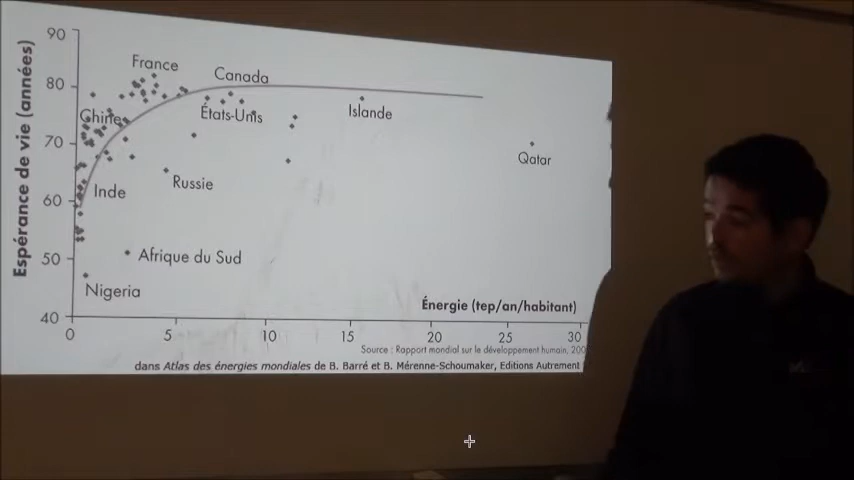 Espérance de vie (années)
90
80
70
60
50
40
France
Canada
Chine
États-Unis
Islande
Qatar
Inde
Russie
Afrique du Sud
Nigeria
Énergie (tep/an/habitant)
0 5 10 15 20 25 30
Source : Rapport mondial sur le développement humain, 200
dans Atlas des énergies mondiales de B. Barré et B. Mérenne-Schoumaker, Editions Autrement